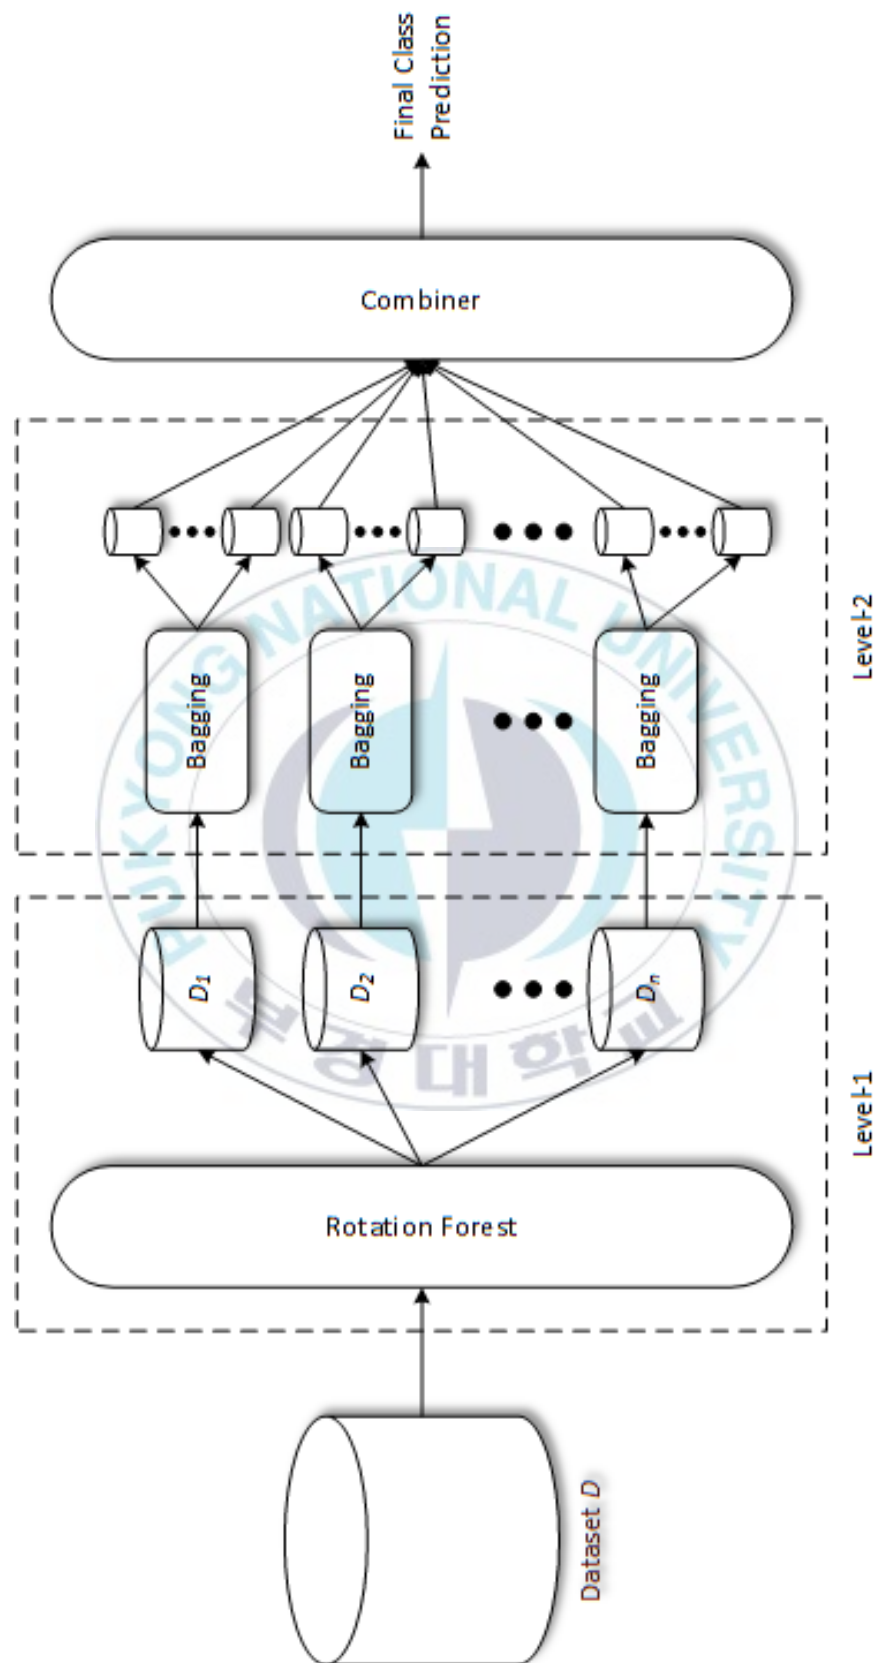 Final Class
Prediction
Combiner
Level-2
Bagging
Bagging
Bagging
D1
D2
Dn
Level-1
Rotation Forest
Dataset D
PUKYONG NATIONAL UNIVERSITY
부경대학교